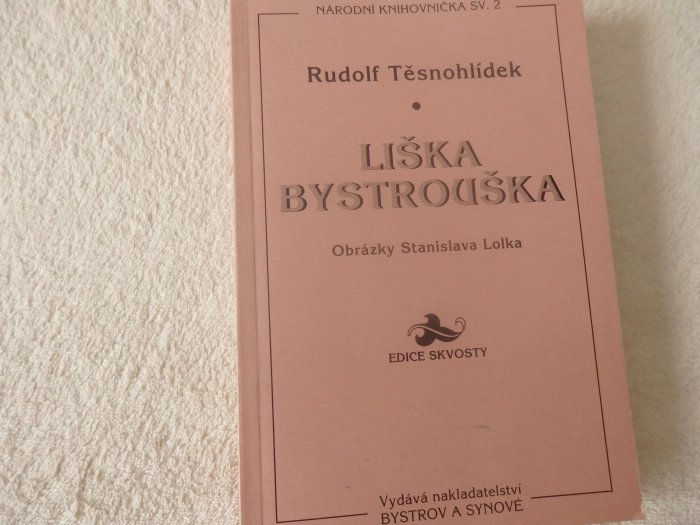 NÁRODNÍ KNIHOVNIČKA SV. 2
Rudolf Těsnohlídek
•
LIŠKA
BYSTROUŠKA
Obrázky Stanislava Lolka
EDICE SKVOSTY
Vydává nakladatelství
BYSTROV A SYNOVÉ